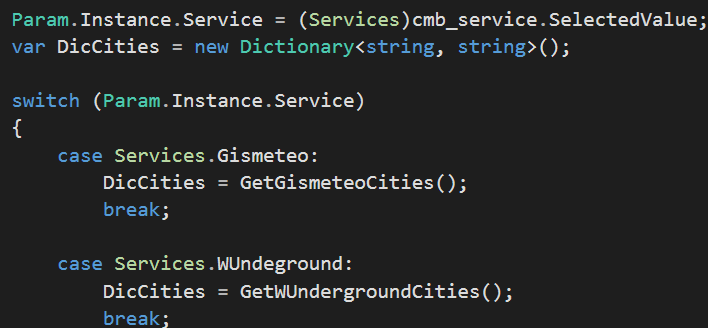 Param.Instance.Service = (Services)cmb_service.SelectedValue;
var DicCities = new Dictionary<string, string>();
switch (Param.Instance.Service)
{
case Services.Gismeteo:
DicCities = GetGismeteoCities();
break;
case Services.WUndeground:
DicCities = GetWUndergroundCities();
break;